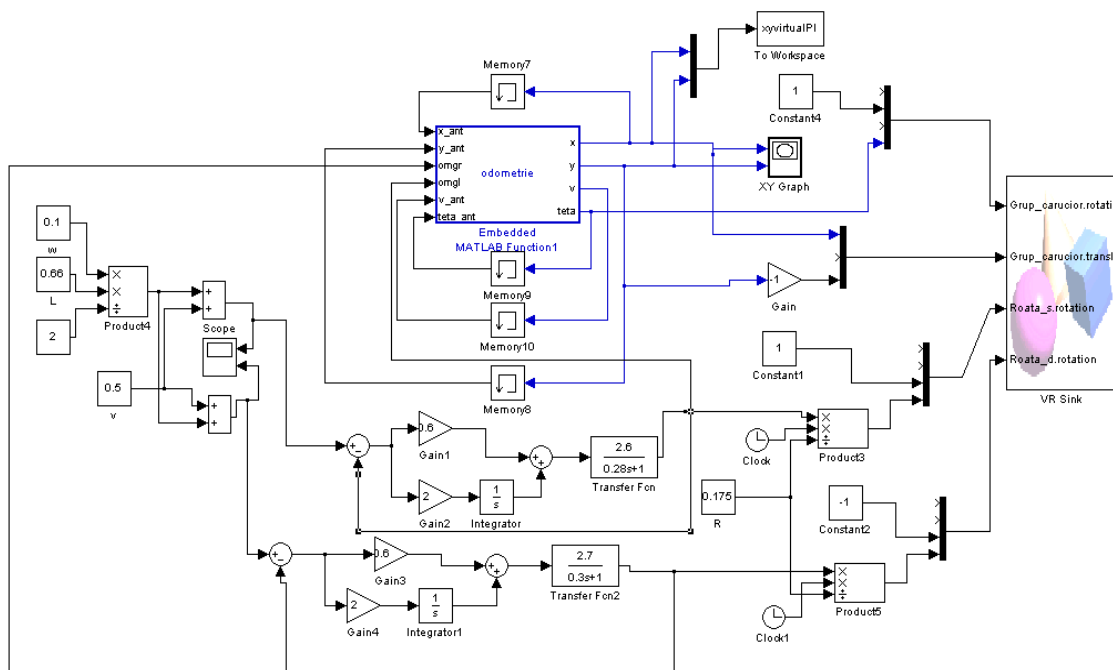 xyvirtualPI
To Workspace
Memory7
1
Constant4
x_ant
y_ant
omgr
omgl
v_ant
teta_ant
odometrie
x
y
v
teta
XY Graph
Embedded
MATLAB Function1
Grup_carucior.rotati
Grup_carucior.transl
Roata_s.rotation
Roata_d.rotation
VR Sink
0.1
w
0.66
L
2
×
×
÷
Product4
+
+
Scope
0.5
v
+
+
Memory9
Memory10
Memory8
-1
Gain
1
Constant1
+
−
0.6
Gain1
2
Gain2
1
s
Integrator
+
+
2.6
0.28s+1
Transfer Fcn
Clock
×
×
÷
Product3
0.175
R
-1
Constant2
+
−
0.6
Gain3
2
Gain4
1
s
Integrator1
+
+
2.7
0.3s+1
Transfer Fcn2
Clock1
×
×
÷
Product5